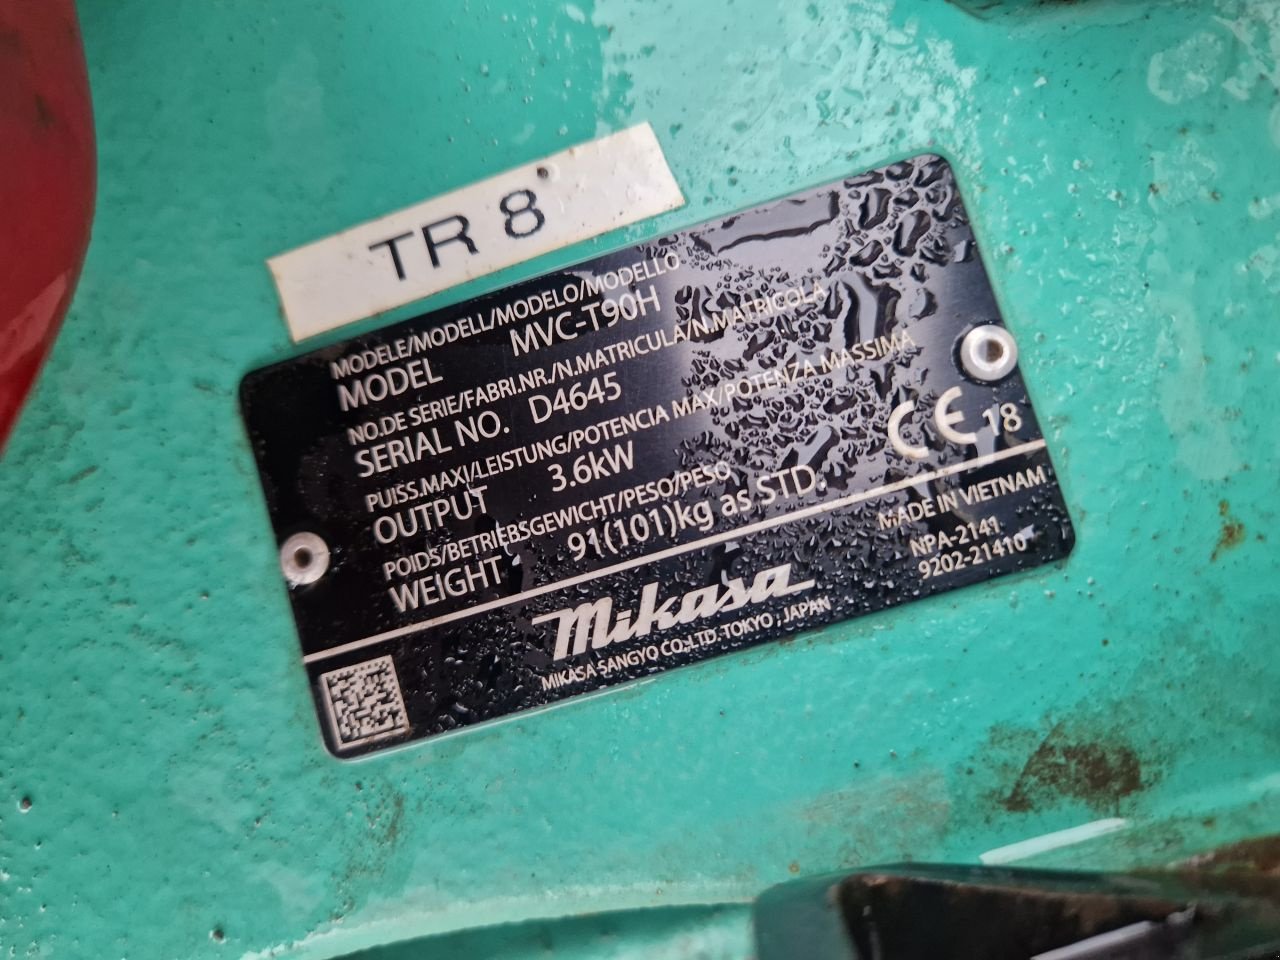 TR 8
MODELE/MODELL/MODELO/MODELLO
MODEL MVC-T90H
NO.DE SERIE/FABRI.NR./N.MATRICULA/N.MATRICOLA
SERIAL NO. D4645
PUISS.MAXI/LEISTUNG/POTENCIA MAX/POTENZA MASSIMA
OUTPUT 3.6kW
POIDS/BETRIEBSGEWICHT/PESO/PESO
WEIGHT 91(101)kg as STD.
CE 18
MADE IN VIETNAM
NPA-2141
9202-21410
Mikasa
MIKASA SANGYO CO.,LTD. TOKYO , JAPAN